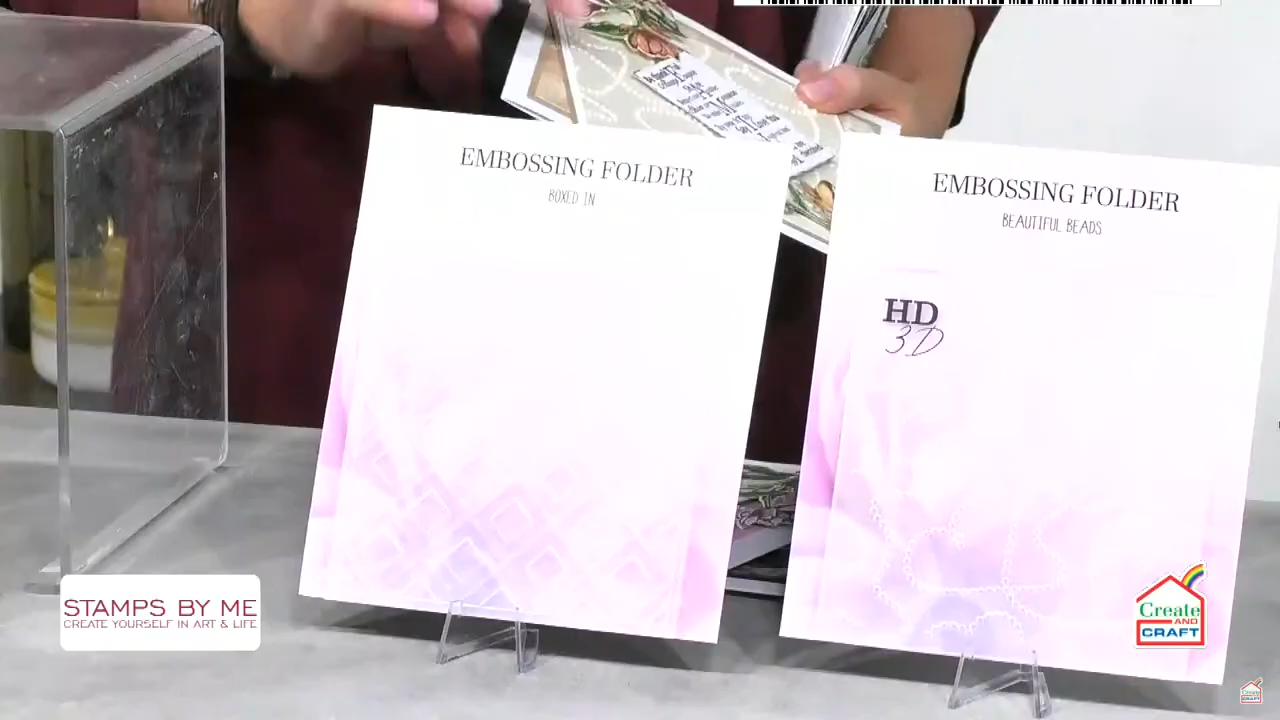 EMBOSSING FOLDER
BOXED IN
EMBOSSING FOLDER
BEAUTIFUL BEADS
HD
3D
STAMPS BY ME
CREATE YOURSELF IN ART & LIFE
Create
AND
CRAFT